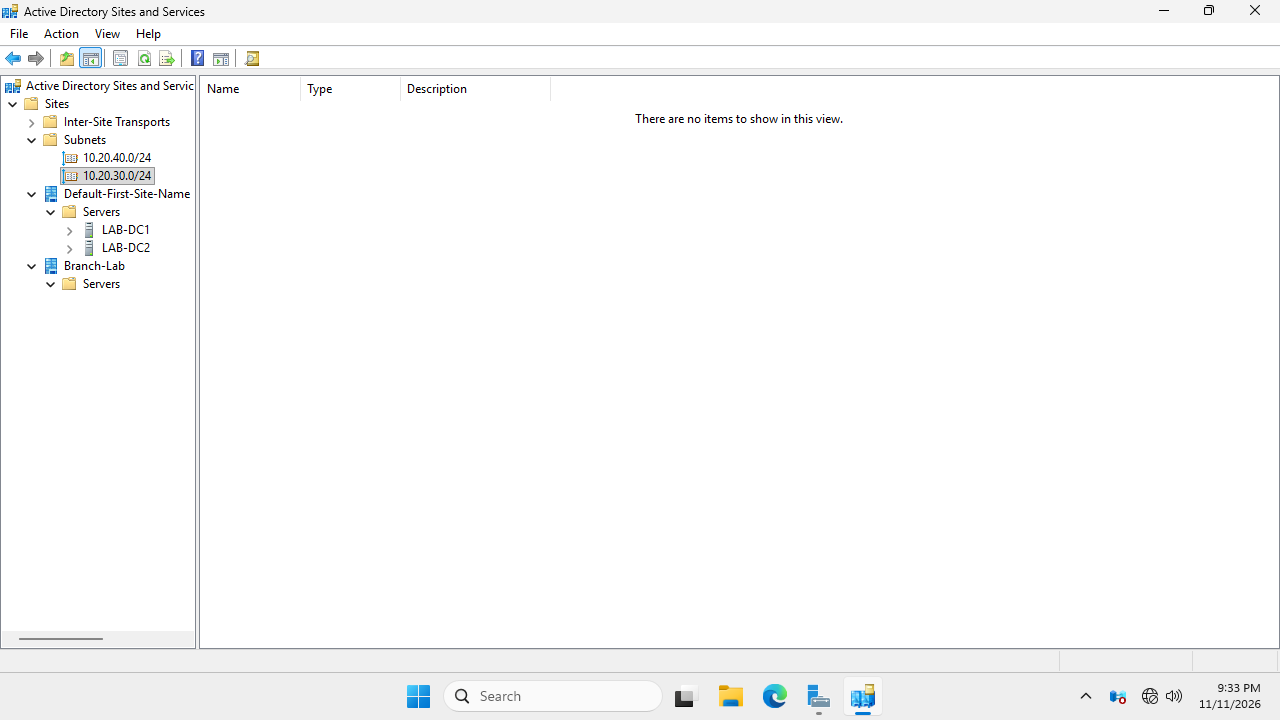 Active Directory Sites and Services
File Action View Help
Active Directory Sites and Servic
Sites
Inter-Site Transports
Subnets
10.20.40.0/24
10.20.30.0/24
Default-First-Site-Name
Servers
LAB-DC1
LAB-DC2
Branch-Lab
Servers
Name Type Description
There are no items to show in this view.
Search
9:33 PM
11/11/2026